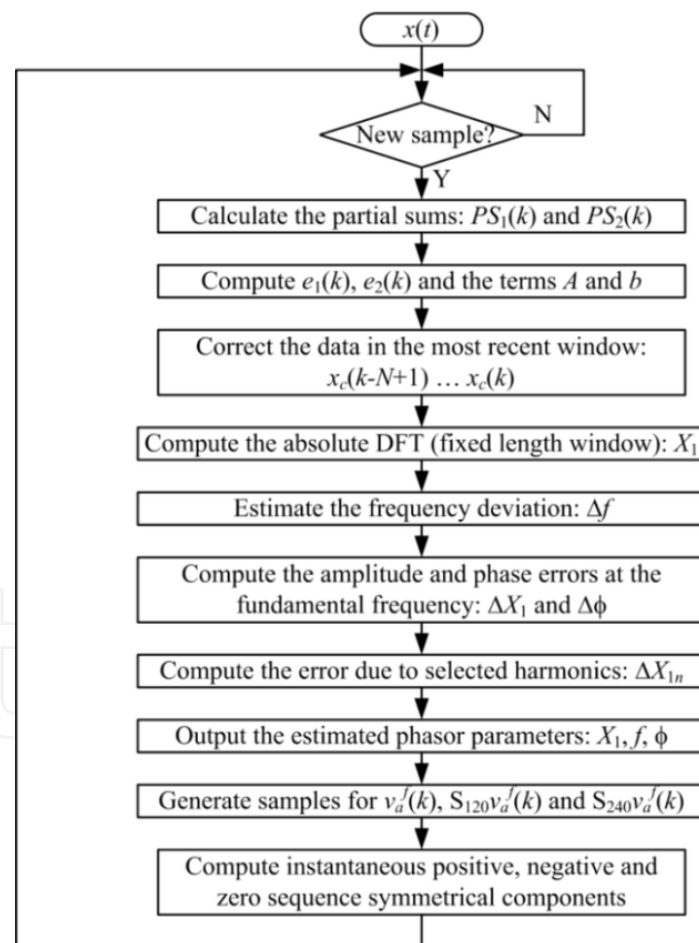 x(t)
New sample?
N
Y
Calculate the partial sums: PS₁(k) and PS₂(k)
Compute e₁(k), e₂(k) and the terms A and b
Correct the data in the most recent window:
x_c(k-N+1) … x_c(k)
Compute the absolute DFT (fixed length window): X₁
Estimate the frequency deviation: Δf
Compute the amplitude and phase errors at the
fundamental frequency: ΔX₁ and Δϕ
Compute the error due to selected harmonics: ΔX₁ₙ
Output the estimated phasor parameters: X₁, f, ϕ
Generate samples for vₐᶠ(k), S₁₂₀vₐᶠ(k) and S₂₄₀vₐᶠ(k)
Compute instantaneous positive, negative and
zero sequence symmetrical components